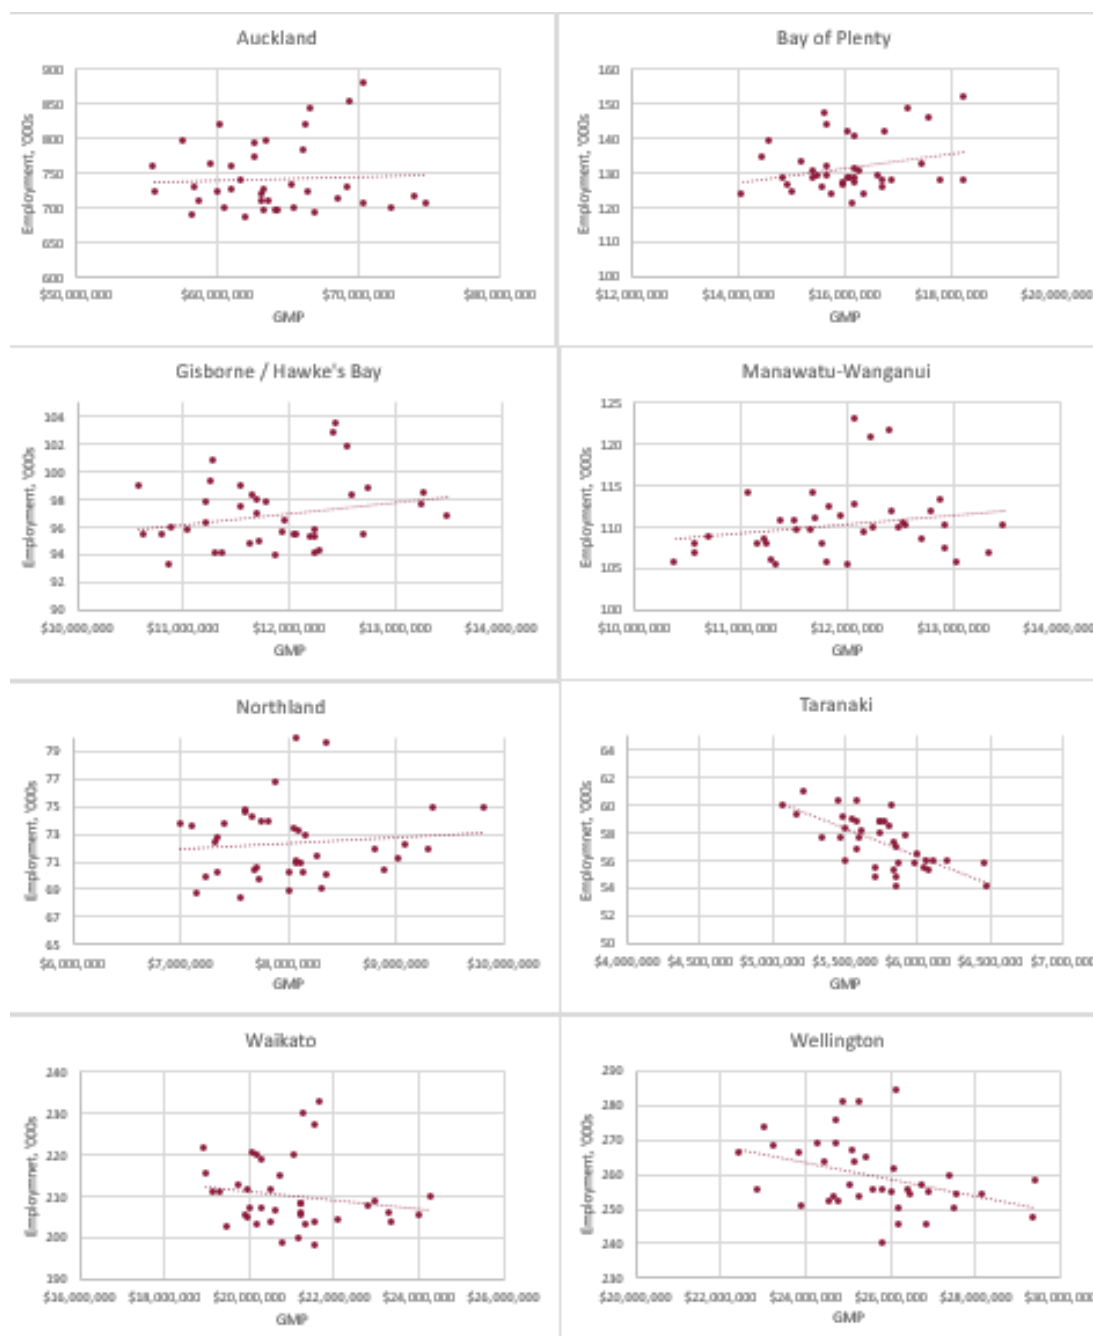 Auckland
Employment, '000s
900
850
800
750
700
650
600
$50,000,000 $60,000,000 $70,000,000 $80,000,000
GMP
Bay of Plenty
Employment, '000s
160
150
140
130
120
110
100
$12,000,000 $14,000,000 $16,000,000 $18,000,000 $20,000,000
GMP
Gisborne / Hawke's Bay
Employment, '000s
104
102
100
98
96
94
92
90
$10,000,000 $11,000,000 $12,000,000 $13,000,000 $14,000,000
GMP
Manawatu-Wanganui
Employment, '000s
125
120
115
110
105
100
$10,000,000 $11,000,000 $12,000,000 $13,000,000 $14,000,000
GMP
Northland
Employment, '000s
79
77
75
73
71
69
67
65
$6,000,000 $7,000,000 $8,000,000 $9,000,000 $10,000,000
GMP
Taranaki
Employmnet, '000s
64
62
60
58
56
54
52
50
$4,000,000 $4,500,000 $5,000,000 $5,500,000 $6,000,000 $6,500,000 $7,000,000
GMP
Waikato
Employmnet, '000s
240
230
220
210
200
190
$16,000,000 $18,000,000 $20,000,000 $22,000,000 $24,000,000 $26,000,000
GMP
Wellington
Employment, '000s
290
280
270
260
250
240
230
$20,000,000 $22,000,000 $24,000,000 $26,000,000 $28,000,000 $30,000,000
GMP